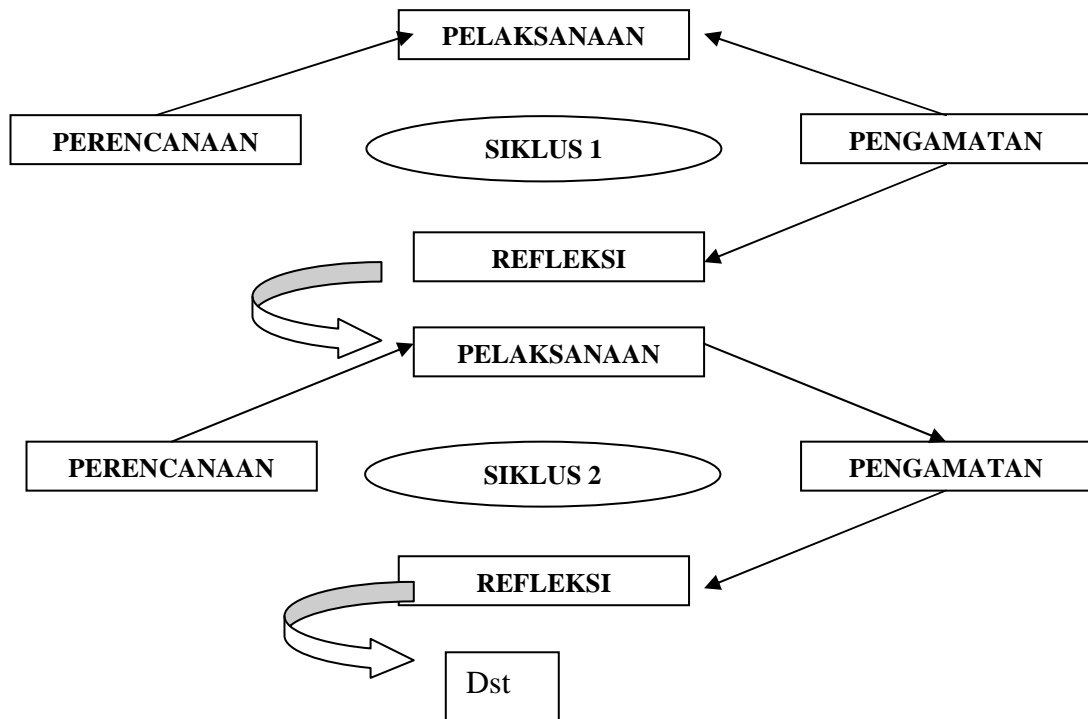 PELAKSANAAN
PERENCANAAN
SIKLUS 1
PENGAMATAN
REFLEKSI
PELAKSANAAN
PERENCANAAN
SIKLUS 2
PENGAMATAN
REFLEKSI
Dst